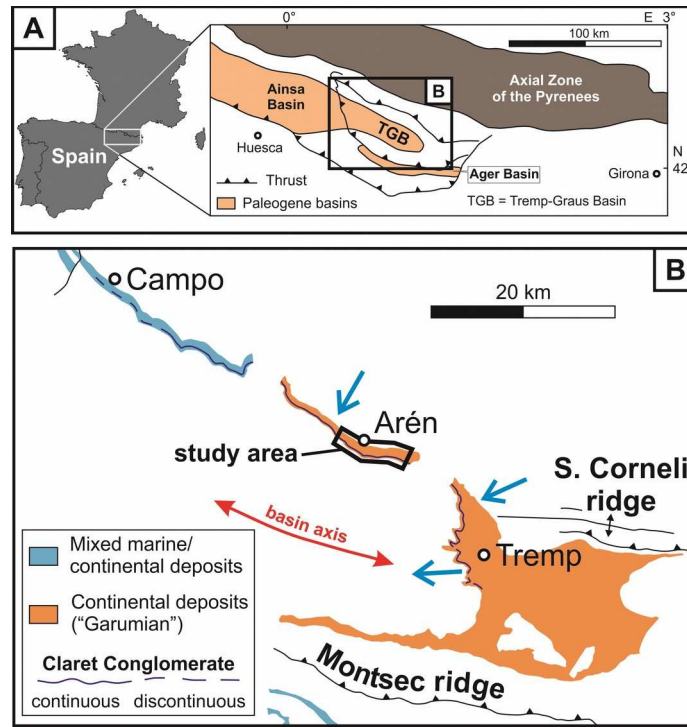 A
0°
E
3°
100 km
Axial Zone
of the Pyrenees
Ainsa
Basin
B
TGB
Spain
Huesca
N
42
Ager Basin
Girona
Thrust
Paleogene basins
TGB = Tremp-Graus Basin
B
Campo
20 km
Arén
study area
S. Corneli
ridge
basin axis
Tremp
Mixed marine/
continental deposits
Continental deposits
("Garumian")
Claret Conglomerate
continuous discontinuous
Montsec ridge